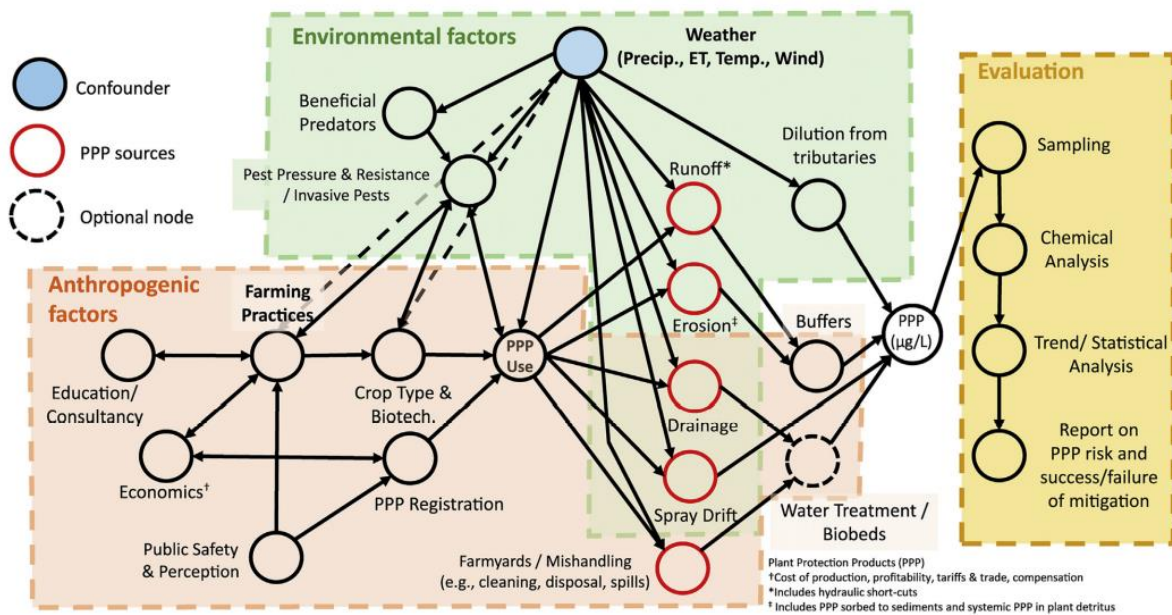 Confounder
PPP sources
Optional node
Environmental factors
Weather
(Precip., ET, Temp., Wind)
Beneficial
Predators
Pest Pressure & Resistance
/ Invasive Pests
Runoff*
Dilution from
tributaries
Erosion‡
Drainage
Spray Drift
Anthropogenic
factors
Farming
Practices
Education/
Consultancy
Crop Type &
Biotech.
PPP
Use
Economics†
PPP Registration
Public Safety
& Perception
Farmyards / Mishandling
(e.g., cleaning, disposal, spills)
Buffers
PPP
(µg/L)
Water Treatment /
Biobeds
Evaluation
Sampling
Chemical
Analysis
Trend/ Statistical
Analysis
Report on
PPP risk and
success/failure
of mitigation
Plant Protection Products (PPP)
†Cost of production, profitability, tariffs & trade, compensation
*Includes hydraulic short-cuts
‡ Includes PPP sorbed to sediments and systemic PPP in plant detritus